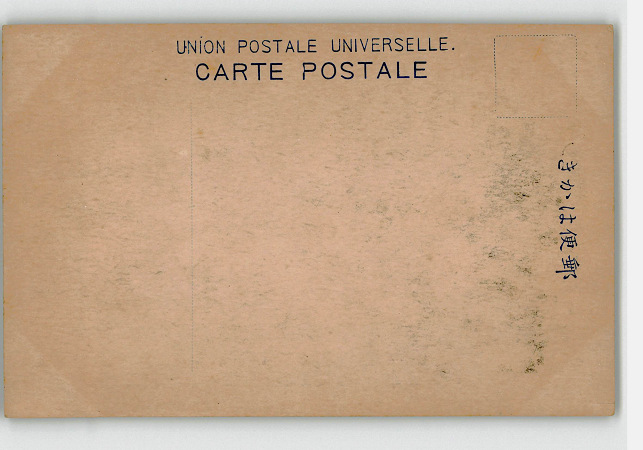 UNION POSTALE UNIVERSELLE.
CARTE POSTALE
郵便はかき